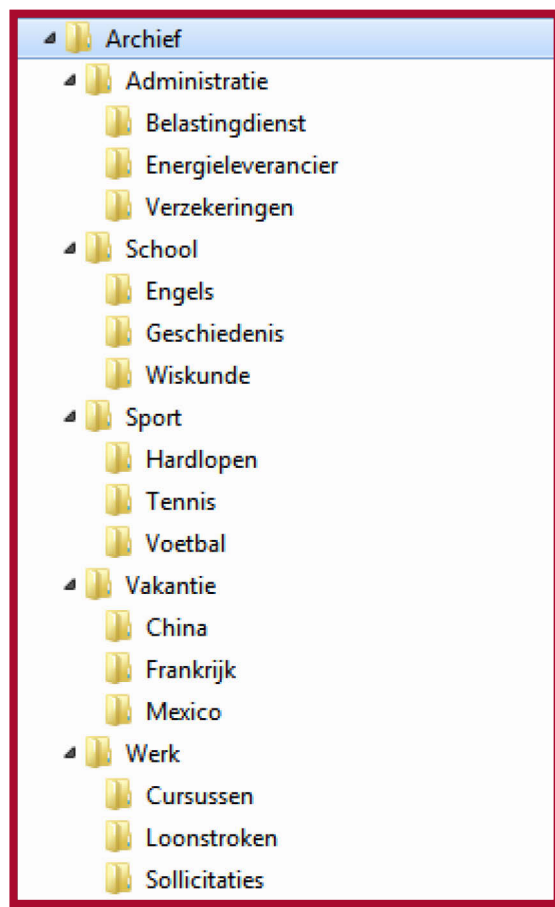 Archief
Administratie
Belastingdienst
Energieleverancier
Verzekeringen
School
Engels
Geschiedenis
Wiskunde
Sport
Hardlopen
Tennis
Voetbal
Vakantie
China
Frankrijk
Mexico
Werk
Cursussen
Loonstroken
Sollicitaties